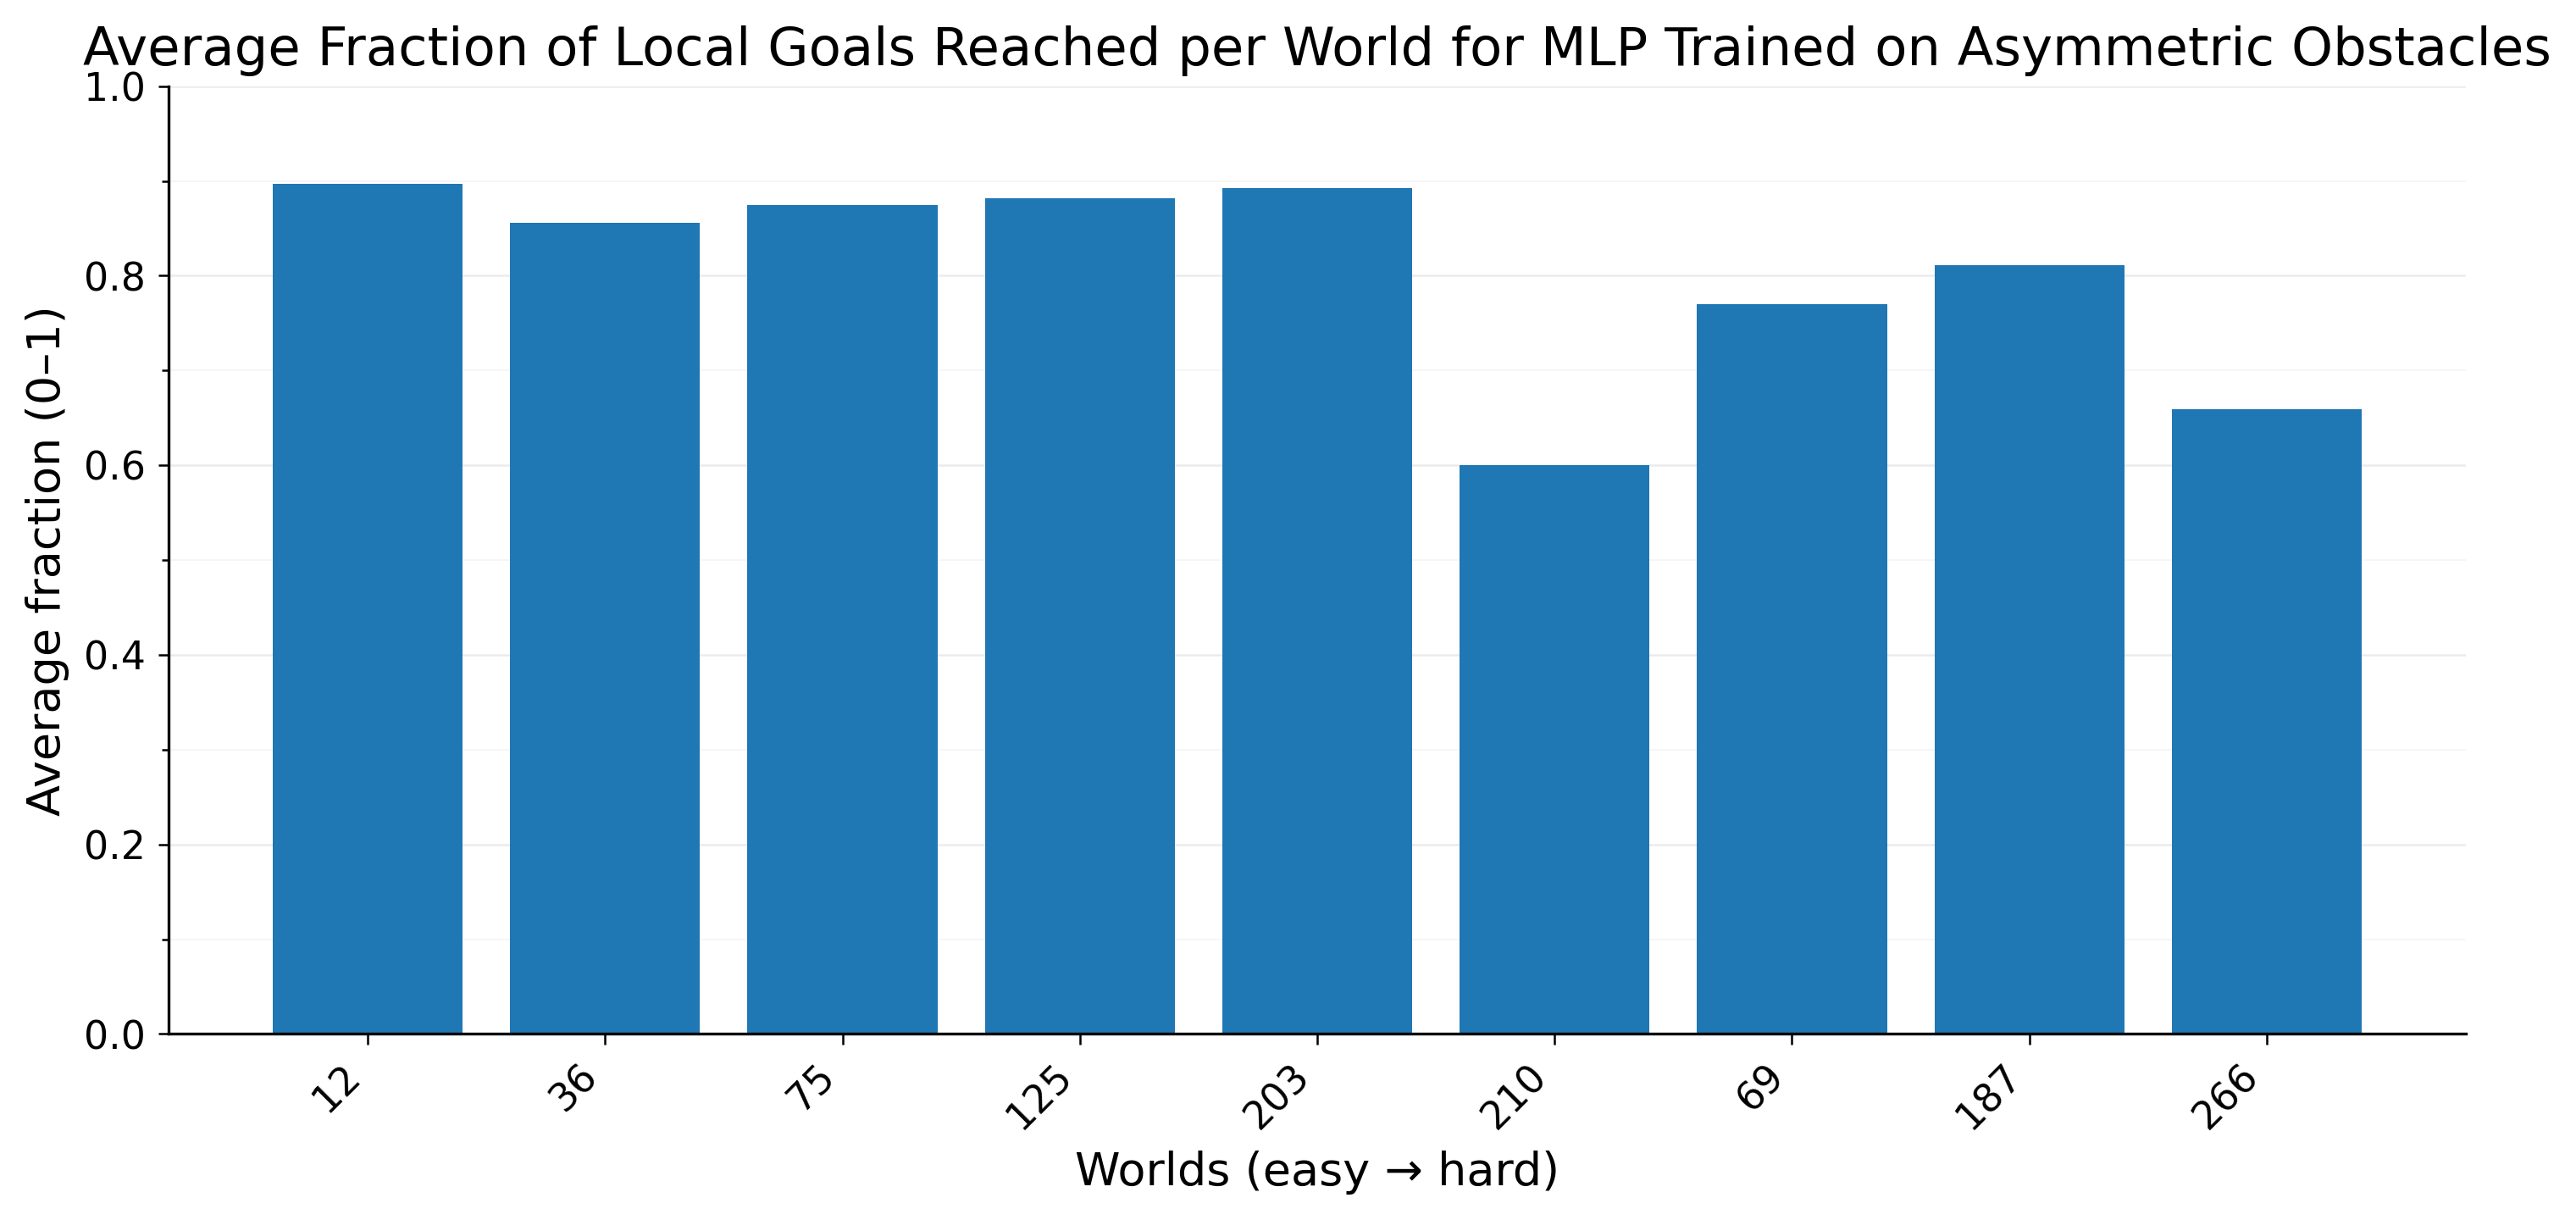 Average Fraction of Local Goals Reached per World for MLP Trained on Asymmetric Obstacles
Average fraction (0–1)
1.0
0.8
0.6
0.4
0.2
0.0
12 36 75 125 203 210 69 187 266
Worlds (easy → hard)